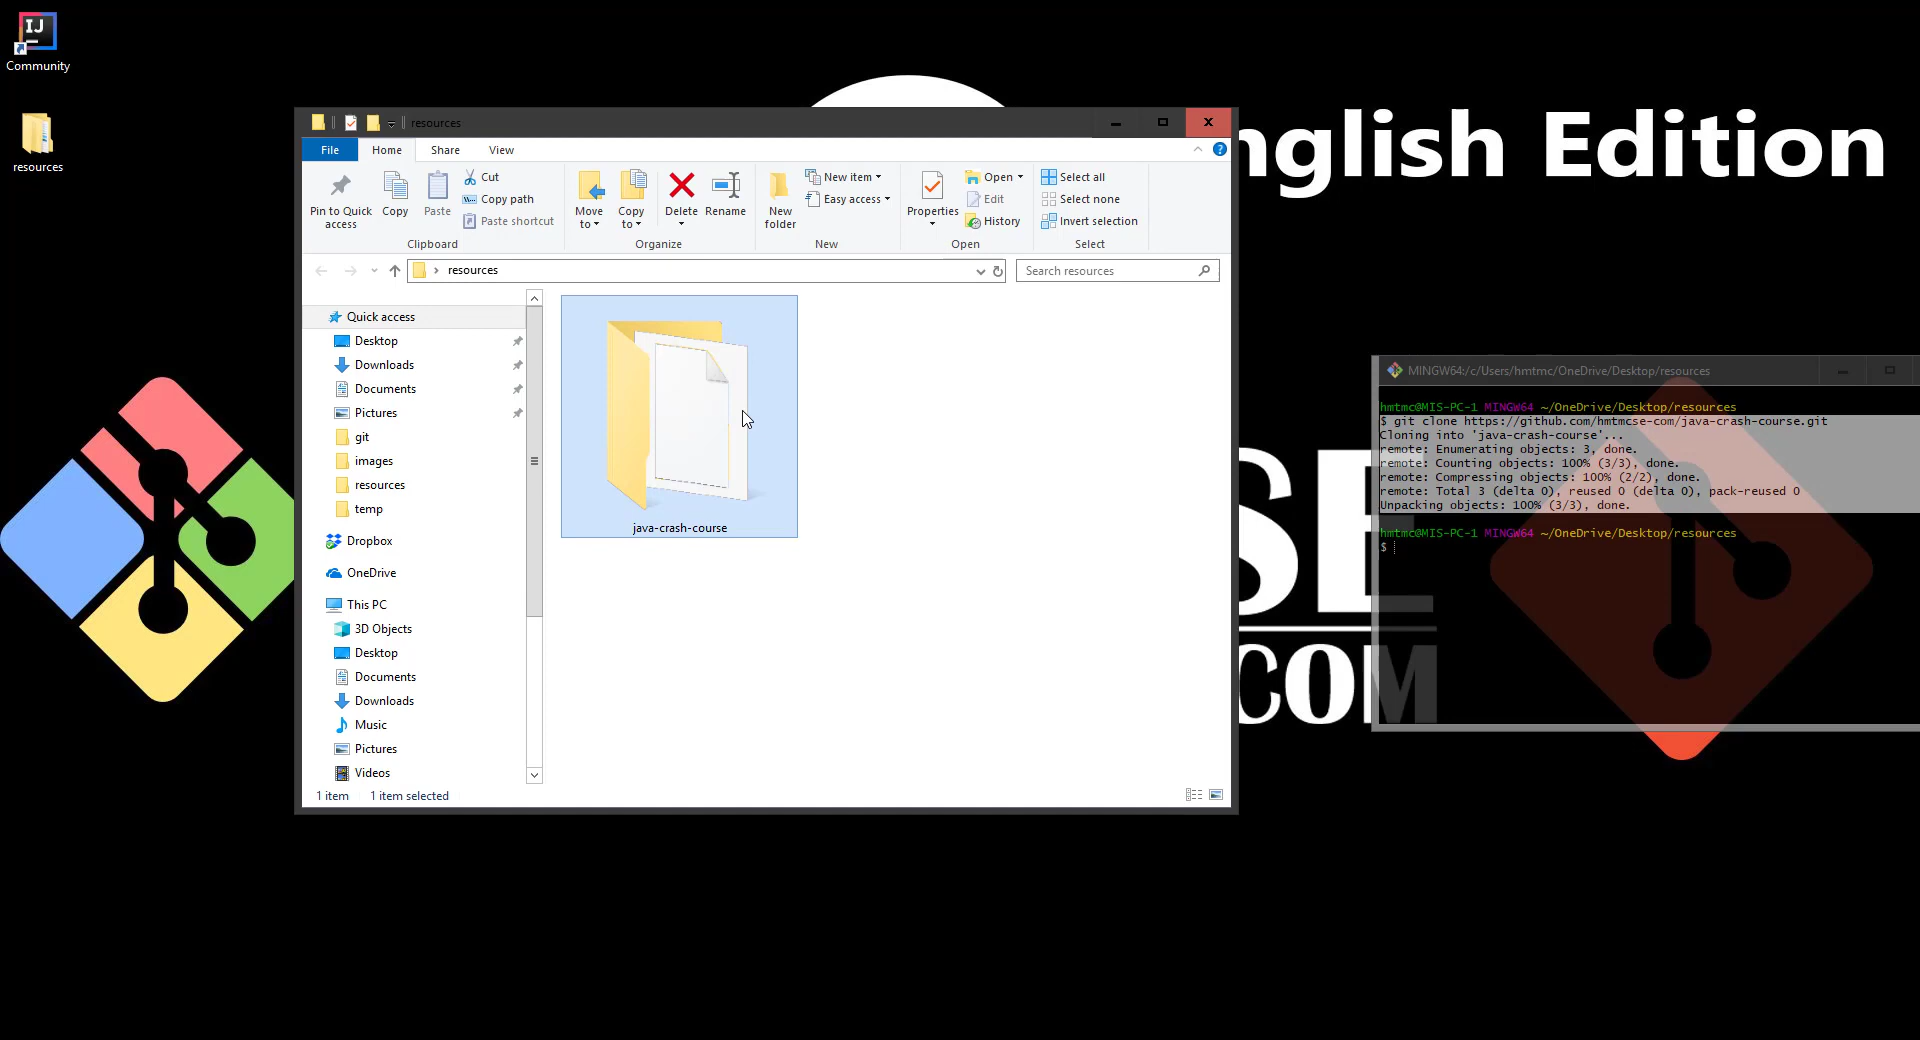 Community
resources
nglish Edition
SE
COM
resources
File Home Share View
Pin to Quick access
Copy
Paste
Cut
Copy path
Paste shortcut
Clipboard
Move to
Copy to
Delete
Rename
Organize
New folder
New item
Easy access
New
Properties
Open
Edit
History
Open
Select all
Select none
Invert selection
Select
resources
Search resources
Quick access
Desktop
Downloads
Documents
Pictures
git
images
resources
temp
Dropbox
OneDrive
This PC
3D Objects
Desktop
Documents
Downloads
Music
Pictures
Videos
java-crash-course
1 item 1 item selected
MINGW64:/c/Users/hmtmc/OneDrive/Desktop/resources
hmtmc@MIS-PC-1 MINGW64 ~/OneDrive/Desktop/resources
$ git clone https://github.com/hmtmcse-com/java-crash-course.git
Cloning into 'java-crash-course'...
remote: Enumerating objects: 3, done.
remote: Counting objects: 100% (3/3), done.
remote: Compressing objects: 100% (2/2), done.
remote: Total 3 (delta 0), reused 0 (delta 0), pack-reused 0
Unpacking objects: 100% (3/3), done.
hmtmc@MIS-PC-1 MINGW64 ~/OneDrive/Desktop/resources
$